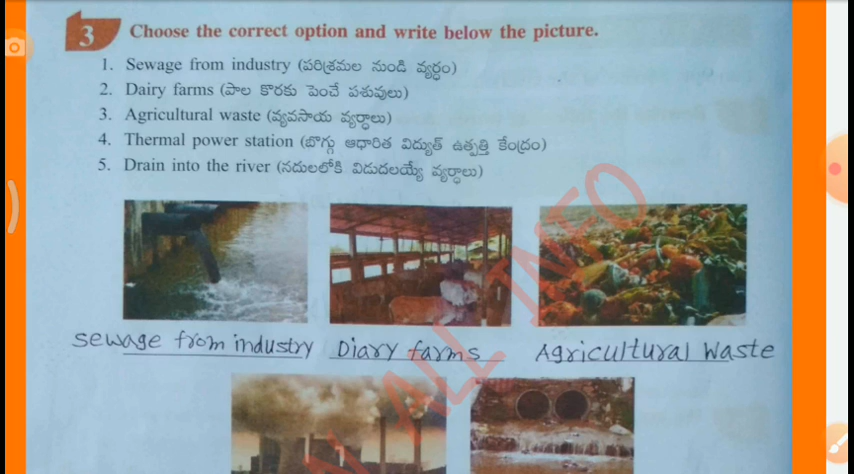 3 Choose the correct option and write below the picture.
1. Sewage from industry (పరిశ్రమల నుండి వ్యర్థం)
2. Dairy farms (పాల కొరకు పెంచే పశువులు)
3. Agricultural waste (వ్యవసాయ వ్యర్థాలు)
4. Thermal power station (బొగ్గు ఆధారిత విద్యుత్ ఉత్పత్తి కేంద్రం)
5. Drain into the river (నదులలోకి విడుదలయ్యే వ్యర్థాలు)
sewage from industry Diary farms Agricultural Waste
ALL INFO